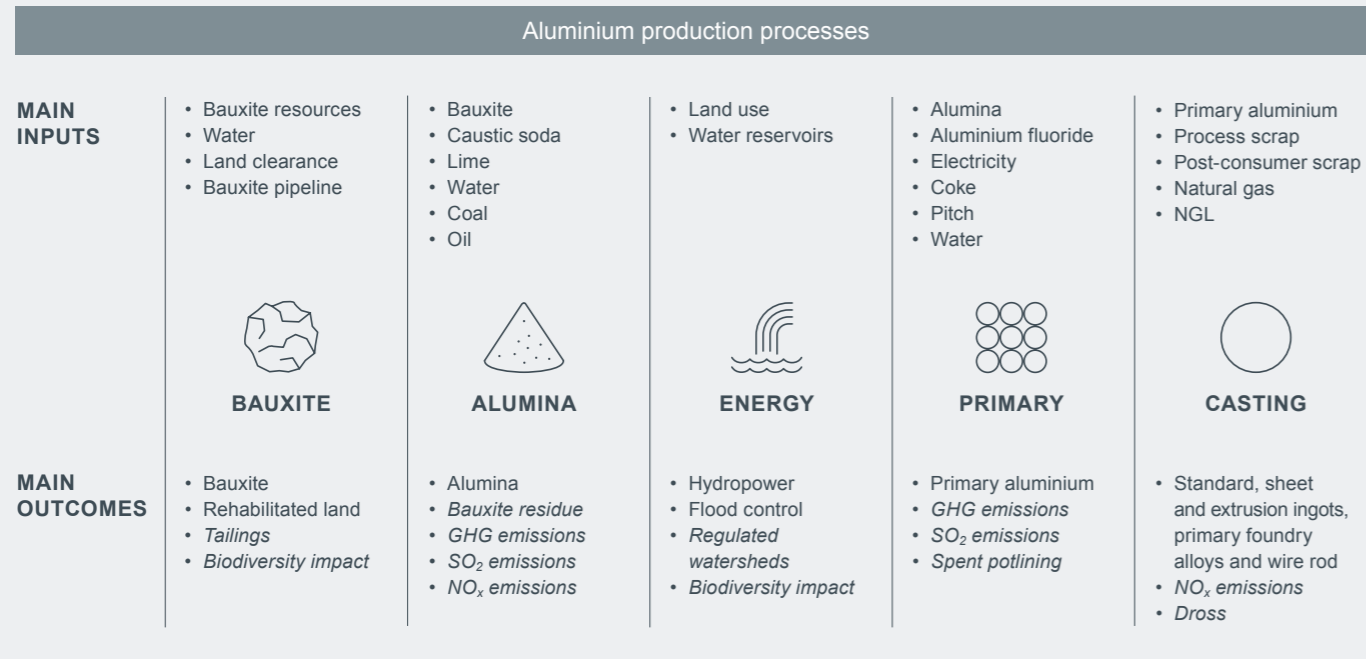 Aluminium production processes
MAIN
INPUTS
• Bauxite resources
• Water
• Land clearance
• Bauxite pipeline
• Bauxite
• Caustic soda
• Lime
• Water
• Coal
• Oil
• Land use
• Water reservoirs
• Alumina
• Aluminium fluoride
• Electricity
• Coke
• Pitch
• Water
• Primary aluminium
• Process scrap
• Post-consumer scrap
• Natural gas
• NGL
BAUXITE
ALUMINA
ENERGY
PRIMARY
CASTING
MAIN
OUTCOMES
• Bauxite
• Rehabilitated land
• Tailings
• Biodiversity impact
• Alumina
• Bauxite residue
• GHG emissions
• SO₂ emissions
• NOₓ emissions
• Hydropower
• Flood control
• Regulated
watersheds
• Biodiversity impact
• Primary aluminium
• GHG emissions
• SO₂ emissions
• Spent potlining
• Standard, sheet
and extrusion ingots,
primary foundry
alloys and wire rod
• NOₓ emissions
• Dross